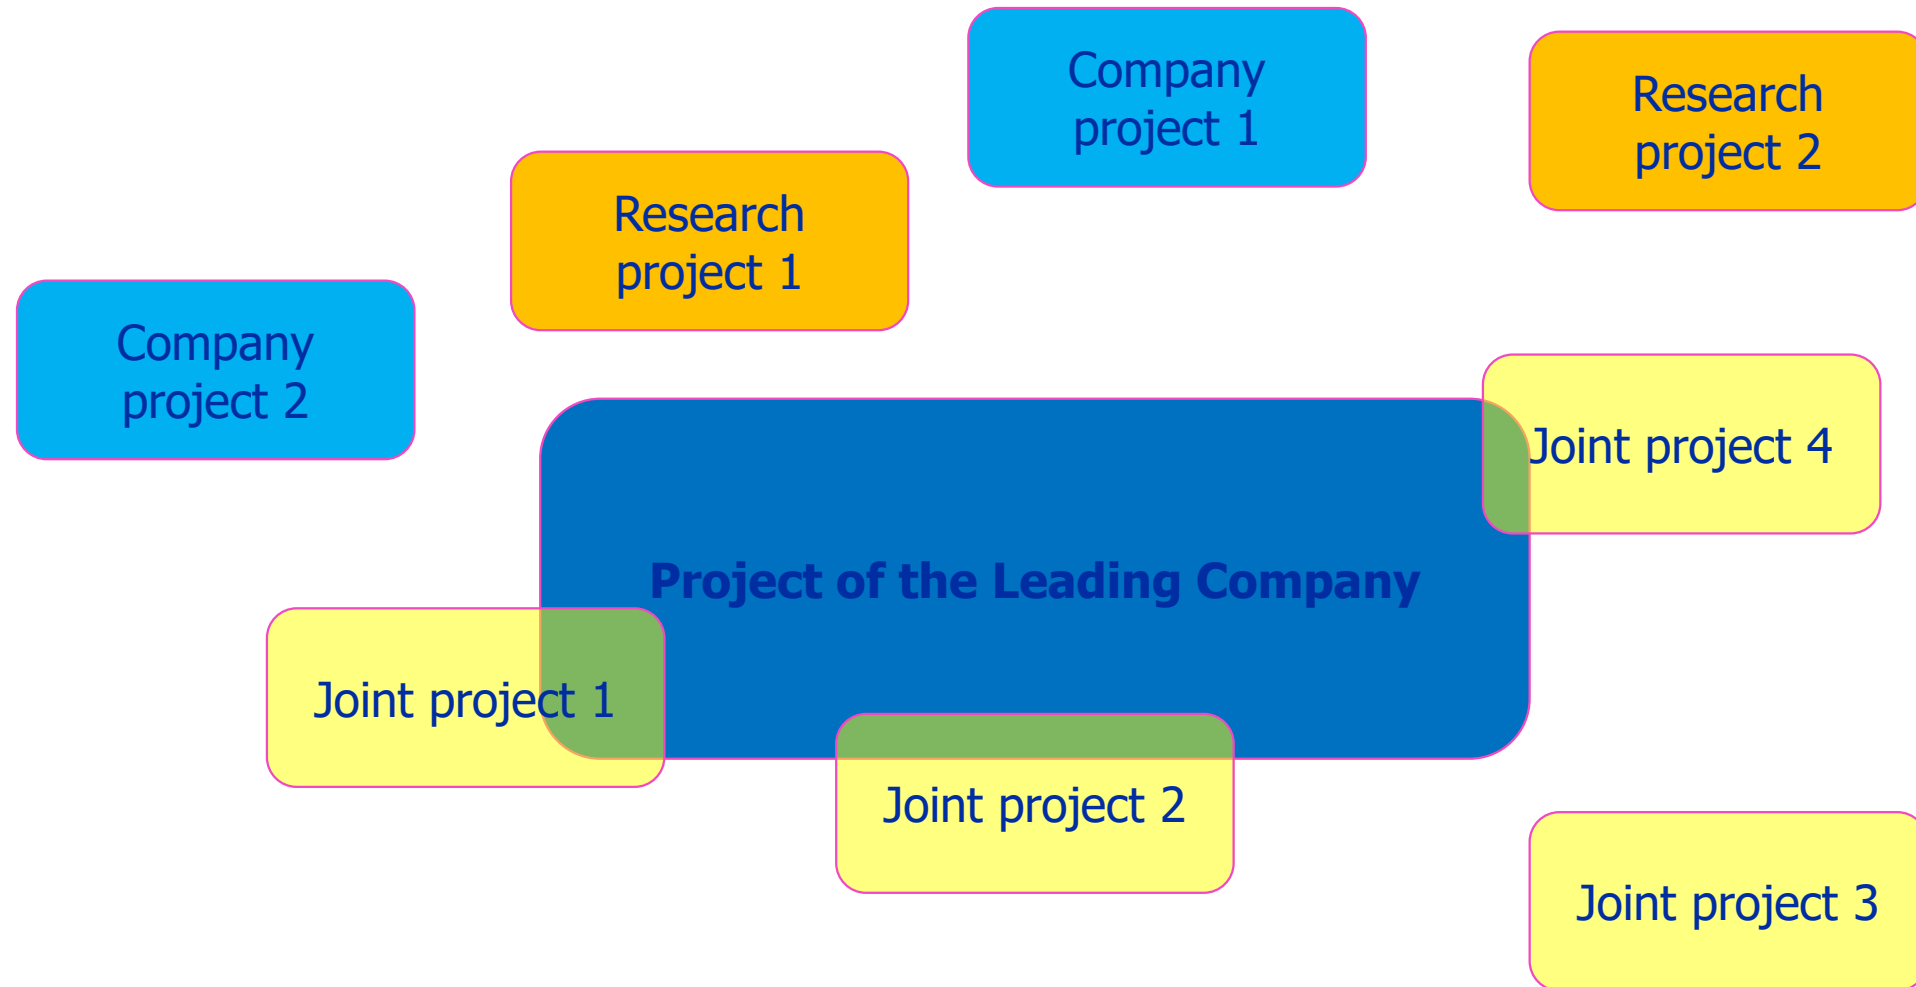 Company
project 1
Research
project 2
Research
project 1
Company
project 2
Joint project 4
Project of the Leading Company
Joint project 1
Joint project 2
Joint project 3